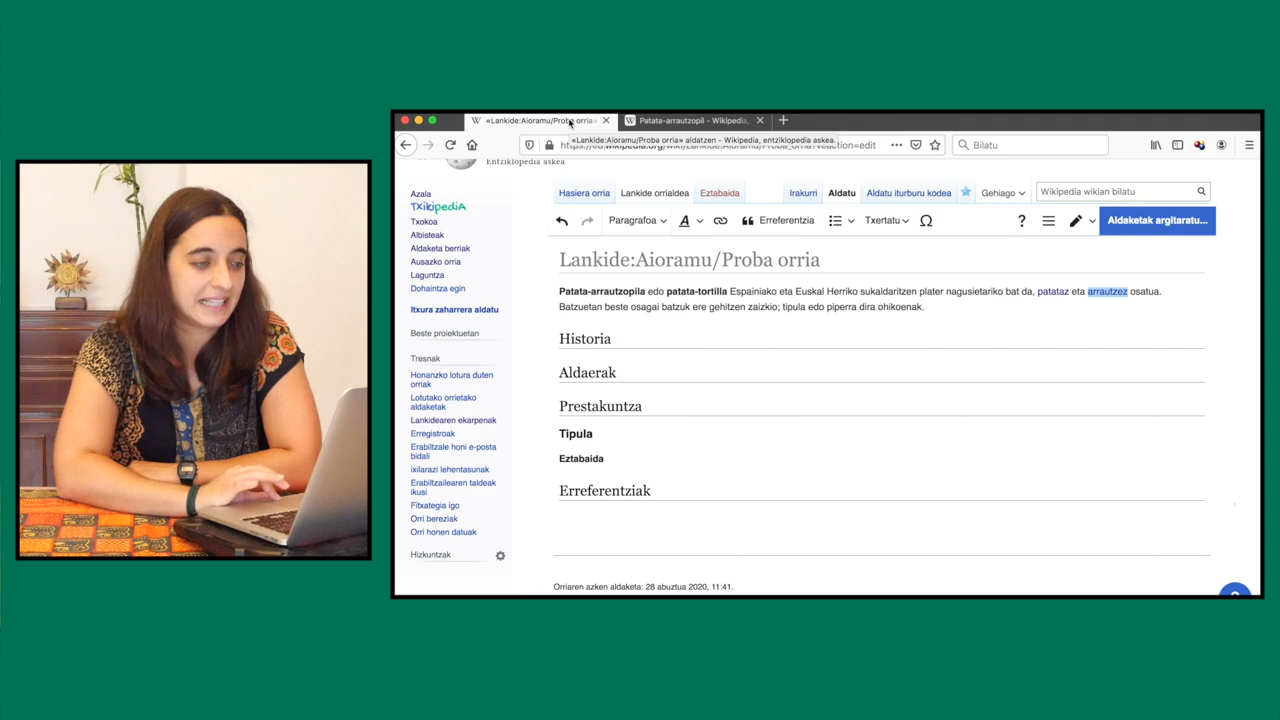 «Lankide:Aioramu/Proba orria»
Patata-arrautzopil - Wikipedia,
«Lankide:Aioramu/Proba orria» aldatzen - Wikipedia, entziklopedia askea.
Bilatu
Entziklopedia askea
Azala
TXikipediA
Txokoa
Albisteak
Aldaketa berriak
Ausazko orria
Laguntza
Dohaintza egin
Itxura zaharrera aldatu
Beste proiektuetan
Tresnak
Honanzko lotura duten
orriak
Lotutako orrietako
aldaketak
Lankidearen ekarpenak
Erregistroak
Erabiltzaile honi e-posta
bidali
ixilarazi lehentasunak
Erabiltzailearen taldeak
ikusi
Fitxategia igo
Orri bereziak
Orri honen datuak
Hizkuntzak
Hasiera orria Lankide orrialdea Eztabaida Irakurri Aldatu Aldatu iturburu kodea Gehiago Wikipedia wikian bilatu
Paragrafoa A Erreferentzia Txertatu Ω ? Aldaketak argitaratu...
Lankide:Aioramu/Proba orria
Patata-arrautzopila edo patata-tortilla Espainiako eta Euskal Herriko sukaldaritzen plater nagusietariko bat da, patataz eta arrautzez osatua.
Batzuetan beste osagai batzuk ere gehitzen zaizkio; tipula edo piperra dira ohikoenak.
Historia
Aldaerak
Prestakuntza
Tipula
Eztabaida
Erreferentziak
Orriaren azken aldaketa: 28 abuztua 2020, 11:41.